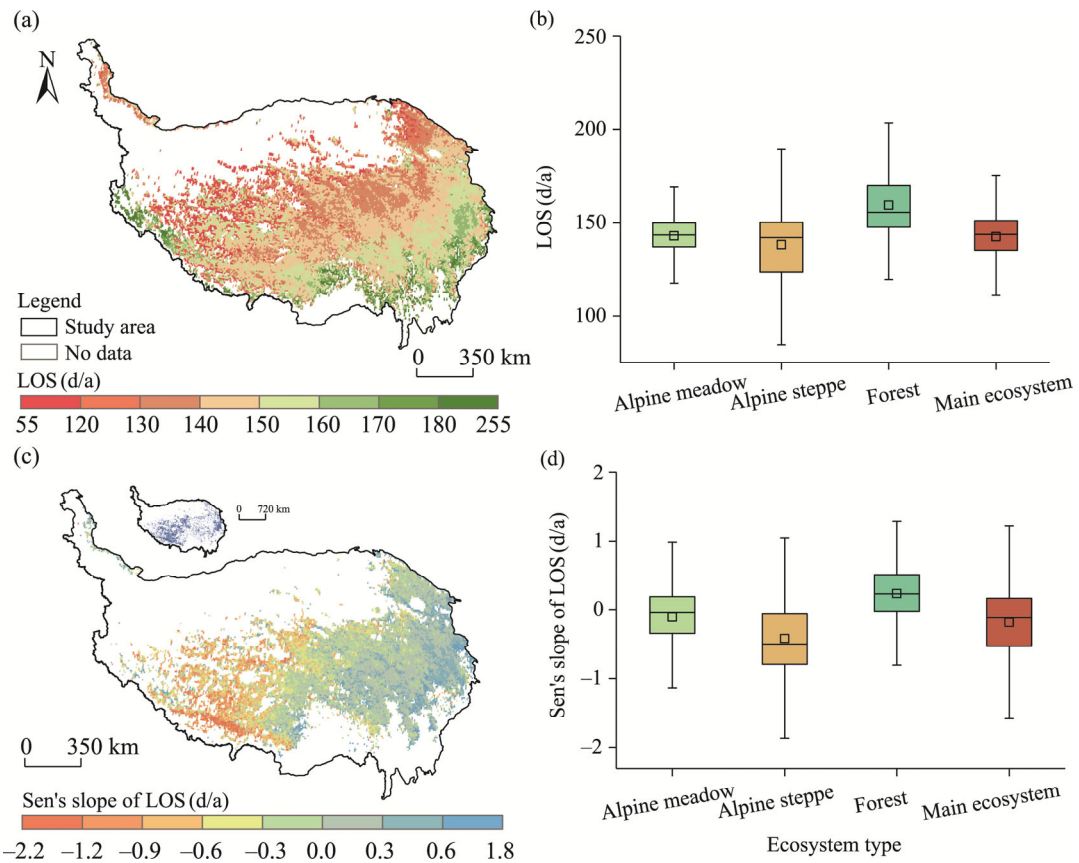 (a)
N
Legend
Study area
No data
0 350 km
LOS (d/a)
55 120 130 140 150 160 170 180 255
(b)
250
200
150
100
LOS (d/a)
Alpine meadow Alpine steppe Forest Main ecosystem
(c)
0 720 km
0 350 km
Sen's slope of LOS (d/a)
−2.2 −1.2 −0.9 −0.6 −0.3 0.0 0.3 0.6 1.8
(d)
2
1
0
−1
−2
Sen's slope of LOS (d/a)
Alpine meadow Alpine steppe Forest Main ecosystem
Ecosystem type